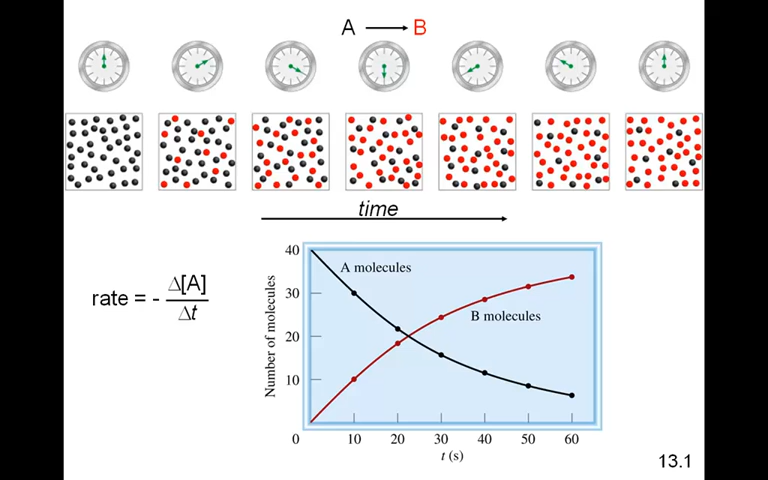 A → B
time
rate = - Δ[A] / Δt
40
30
20
10
0
Number of molecules
A molecules
B molecules
10 20 30 40 50 60
t (s)
13.1